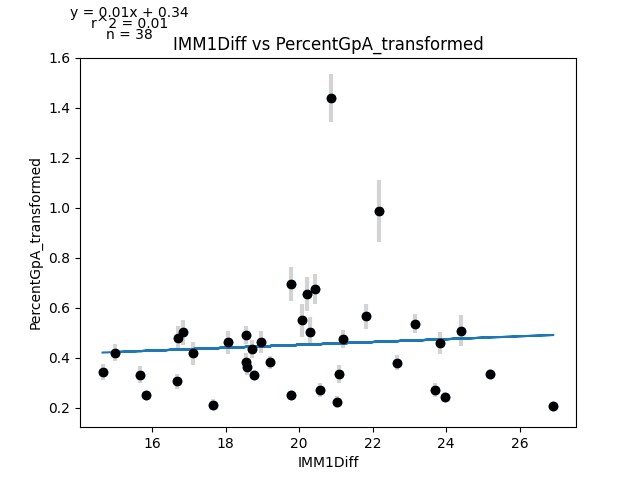 y = 0.01x + 0.34
r^2 = 0.01
n = 38
IMM1Diff vs PercentGpA_transformed
1.6
1.4
1.2
1.0
0.8
0.6
0.4
0.2
PercentGpA_transformed
16 18 20 22 24 26
IMM1Diff